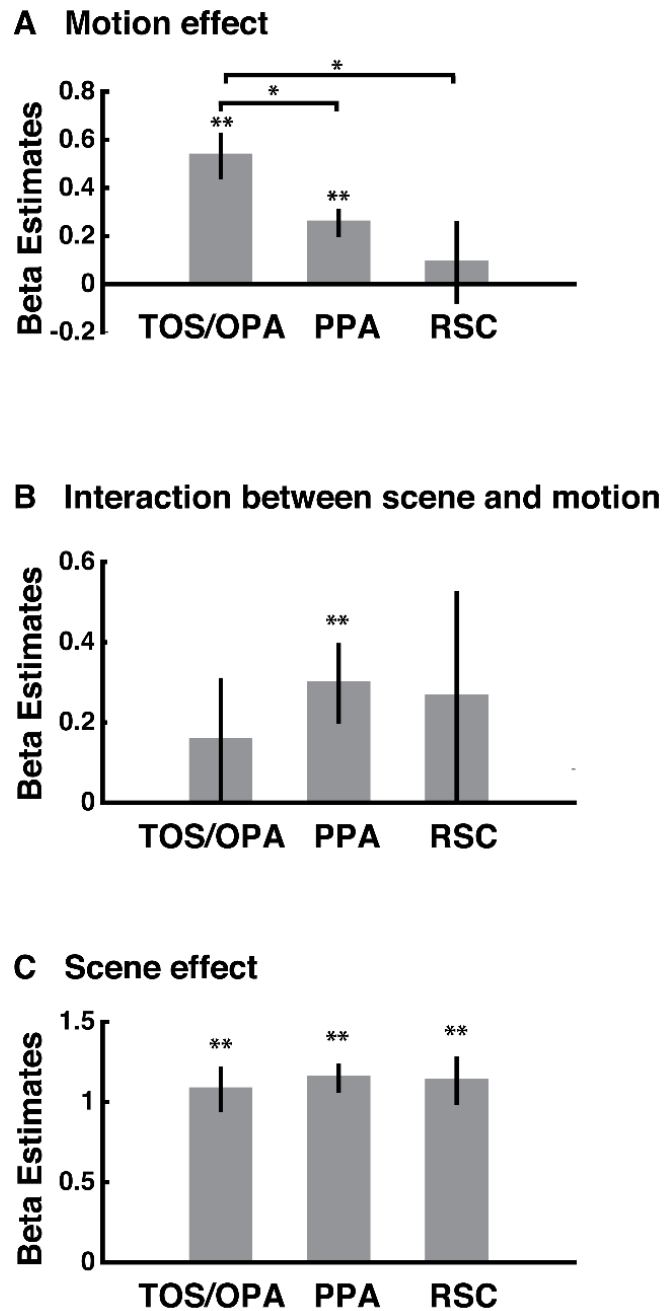 A Motion effect
*
0.8
*
**
0.6
0.4
**
0.2
0
-0.2
Beta Estimates
TOS/OPA PPA RSC
B Interaction between scene and motion
0.6
**
0.4
0.2
0
Beta Estimates
TOS/OPA PPA RSC
C Scene effect
1.5
** ** **
1
0.5
0
Beta Estimates
TOS/OPA PPA RSC